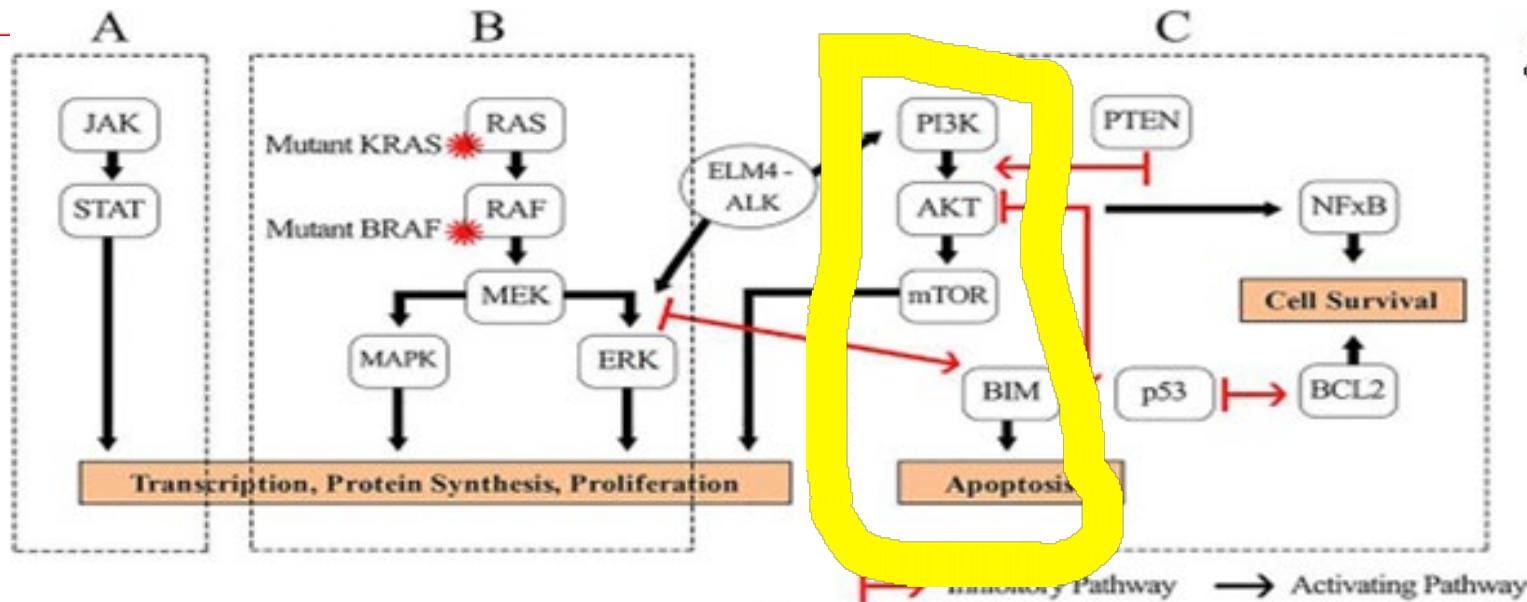 A
B
C
JAK
STAT
Mutant KRAS
RAS
Mutant BRAF
RAF
MEK
MAPK
ERK
ELM4 -
ALK
PI3K
PTEN
AKT
NFxB
mTOR
Cell Survival
BIM
p53
BCL2
Transcription, Protein Synthesis, Proliferation
Apoptosis
Inhibitory Pathway
Activating Pathway